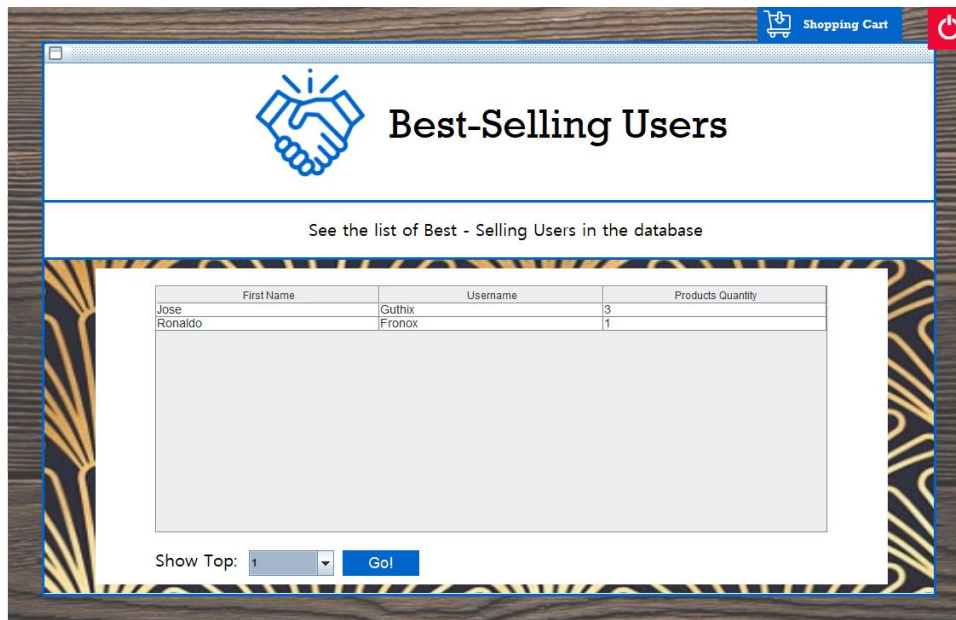 Shopping Cart
Best-Selling Users
See the list of Best - Selling Users in the database
First Name Username Products Quantity
Jose Guthix 3
Ronaldo Fronox 1
Show Top: 1 Go!